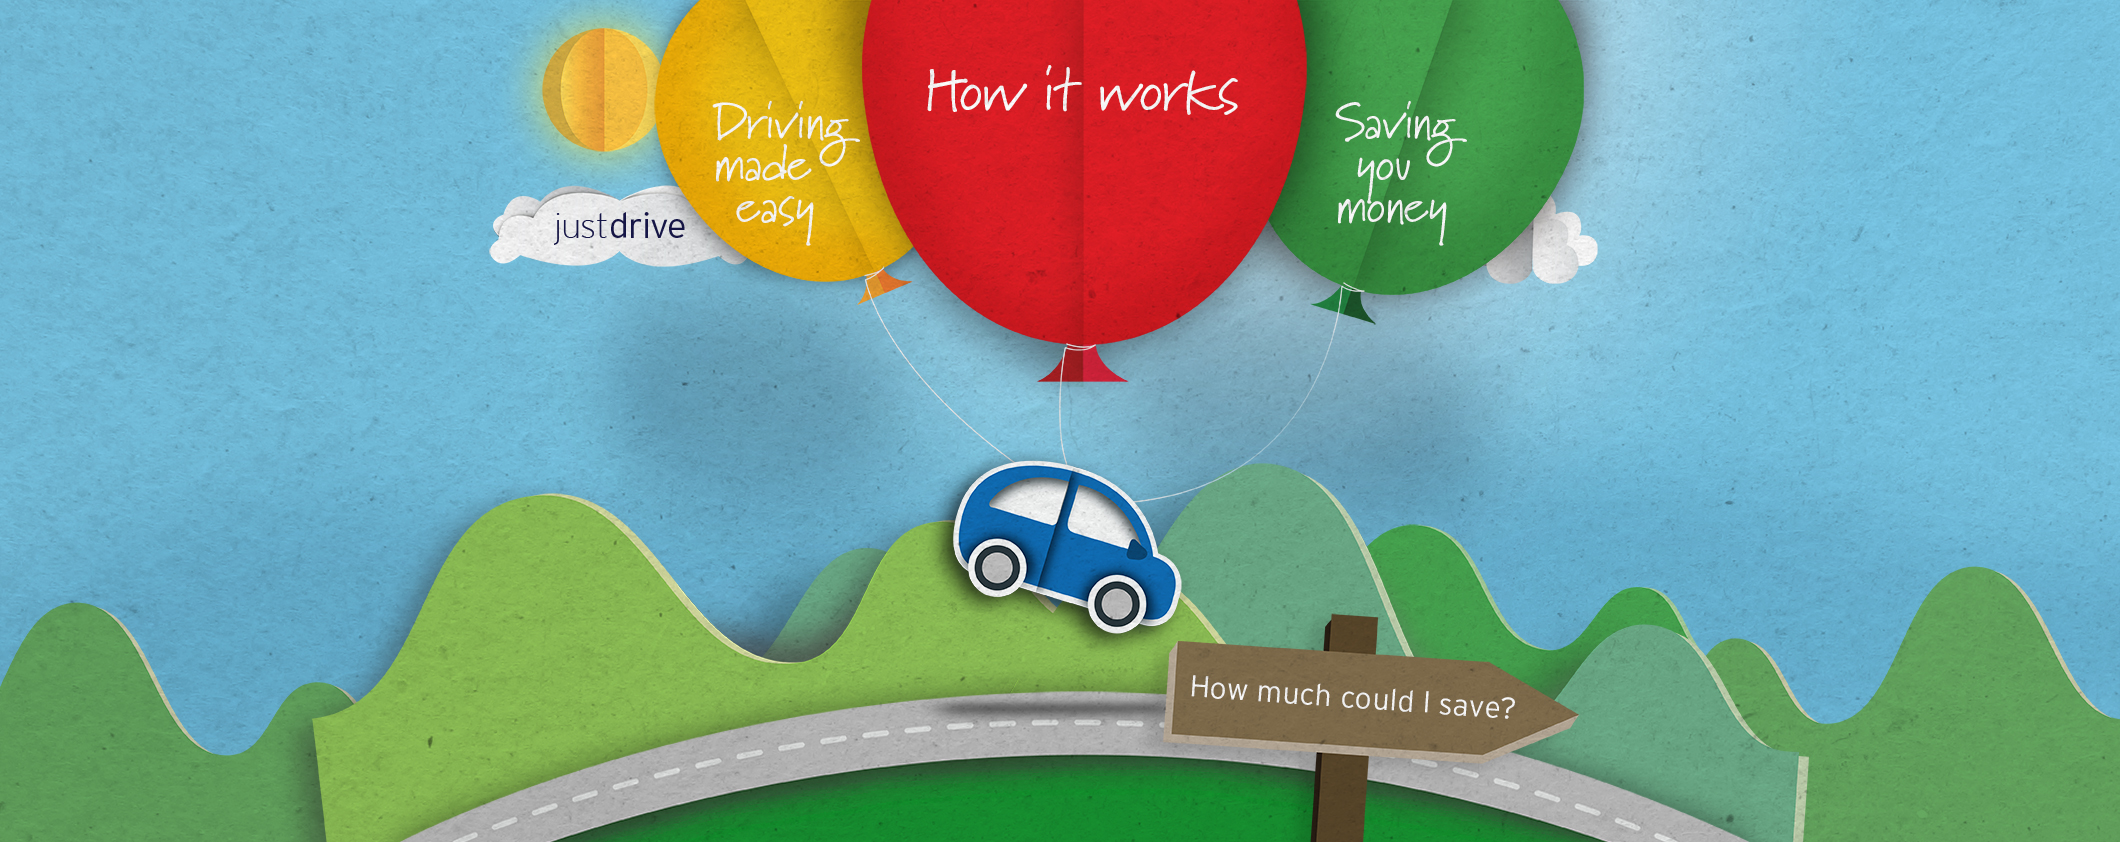 How it works
Driving
made
easy
Saving
you
money
justdrive
How much could I save?